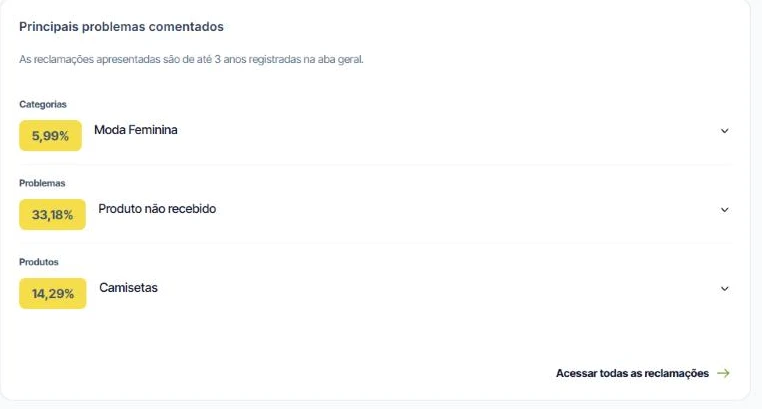 Principais problemas comentados
As reclamações apresentadas são de até 3 anos registradas na aba geral.
Categorias
5,99% Moda Feminina
Problemas
33,18% Produto não recebido
Produtos
14,29% Camisetas
Acessar todas as reclamações